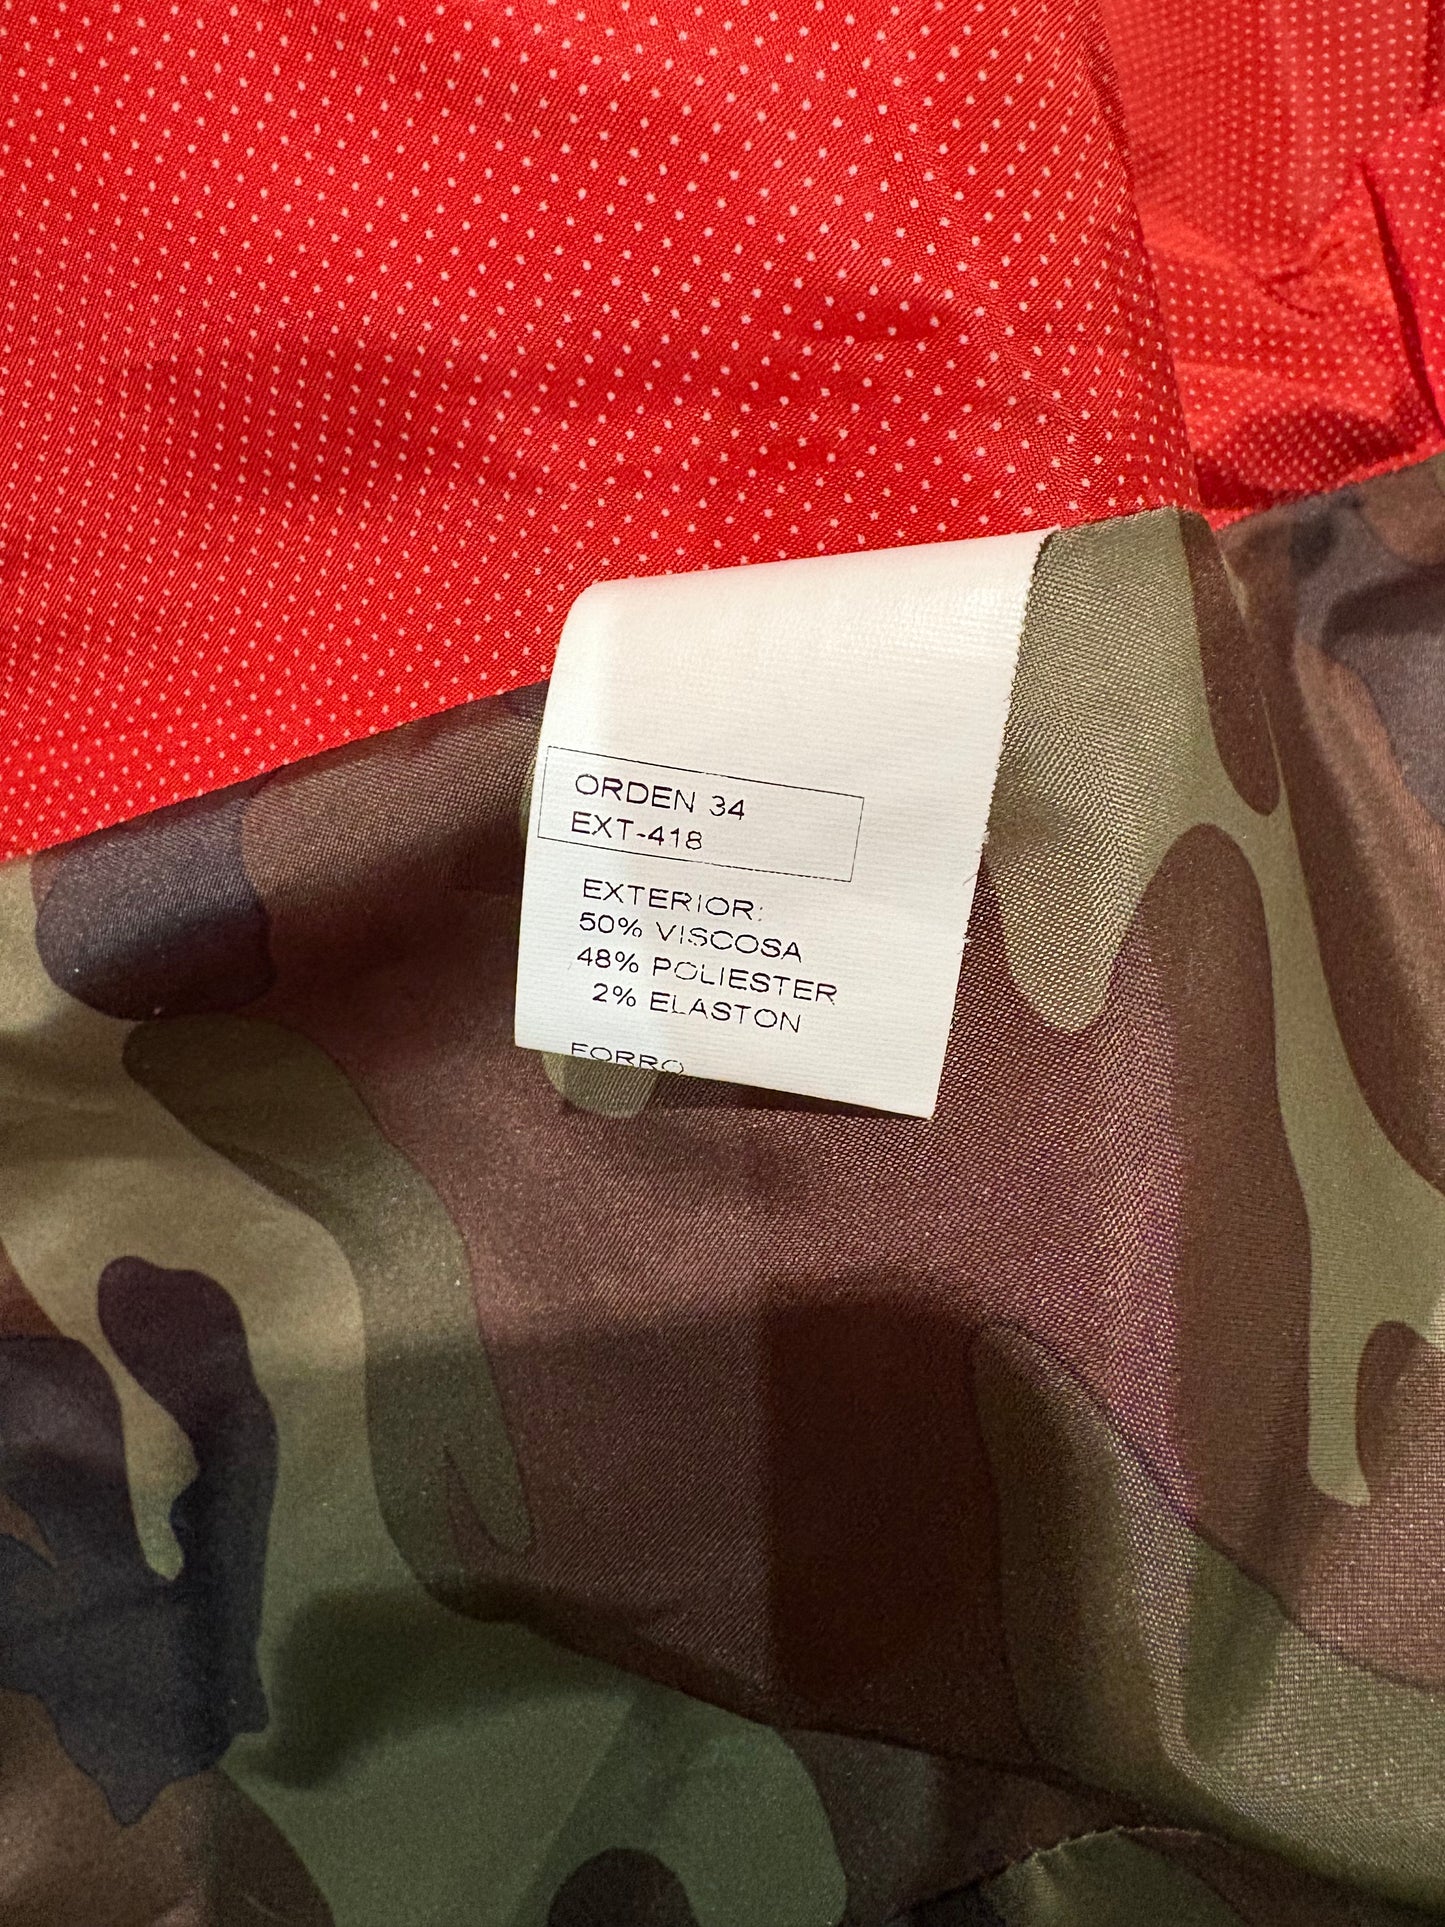 ORDEN 34
EXT-418
EXTERIOR:
50% VISCOSA
48% POLIESTER
2% ELASTON
FORRO